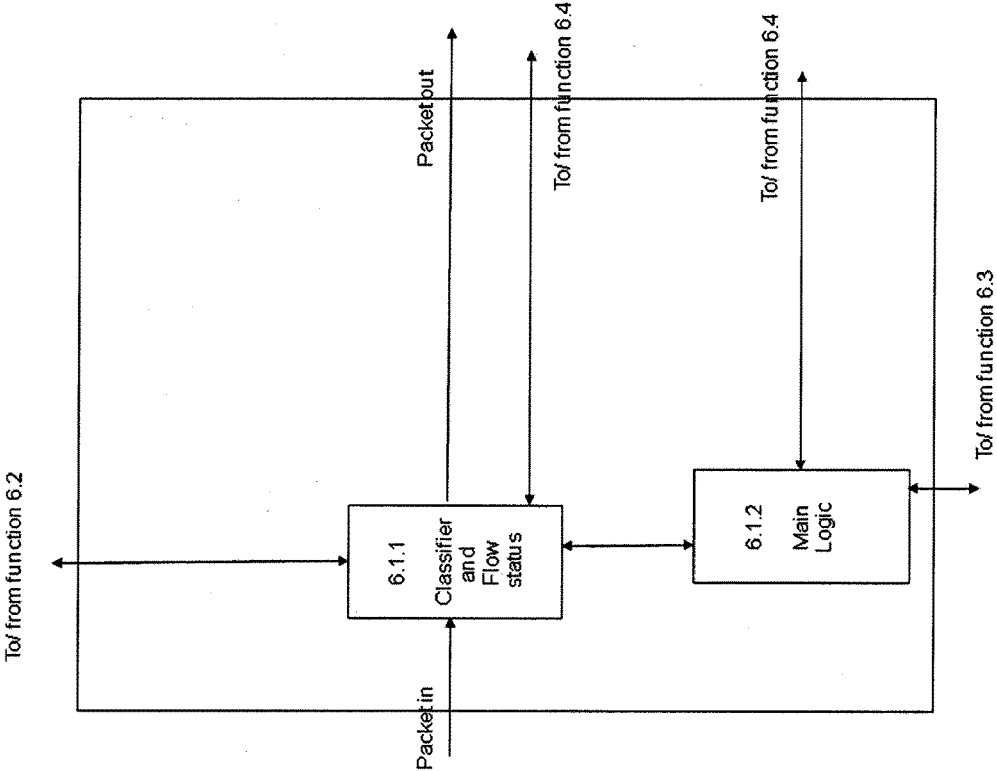 To/ from function 6.2
Packet in
6.1.1
Classifier
and
Flow
status
Packet out
To/ from function 6.4
6.1.2
Main
Logic
To/ from function 6.4
To/ from function 6.3